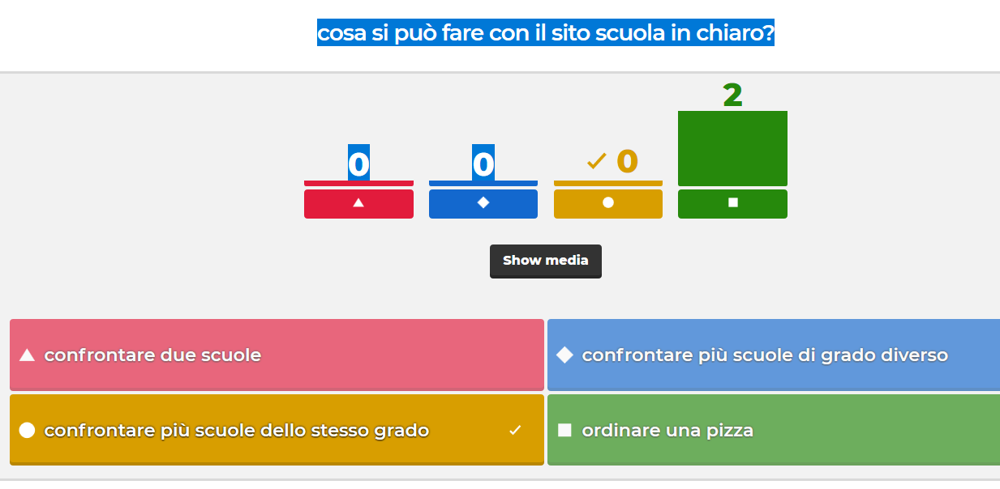 cosa si può fare con il sito scuola in chiaro?
2
0
0
0
Show media
confrontare due scuole
confrontare più scuole di grado diverso
confrontare più scuole dello stesso grado
ordinare una pizza